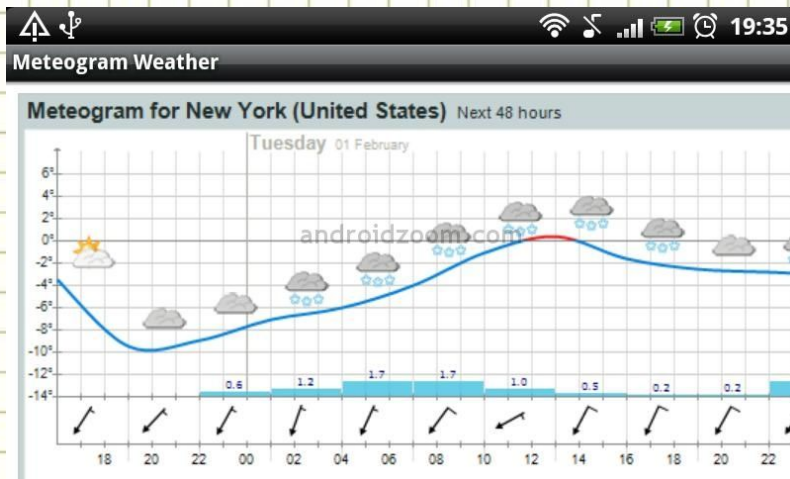 19:35
Meteogram Weather
Meteogram for New York (United States) Next 48 hours
Tuesday 01 February
6°
4°
2°
0°
-2°
-4°
-6°
-8°
-10°
-12°
-14°
androidzoom.com
0.6 1.2 1.7 1.7 1.0 0.5 0.2 0.2
18 20 22 00 02 04 06 08 10 12 14 16 18 20 22